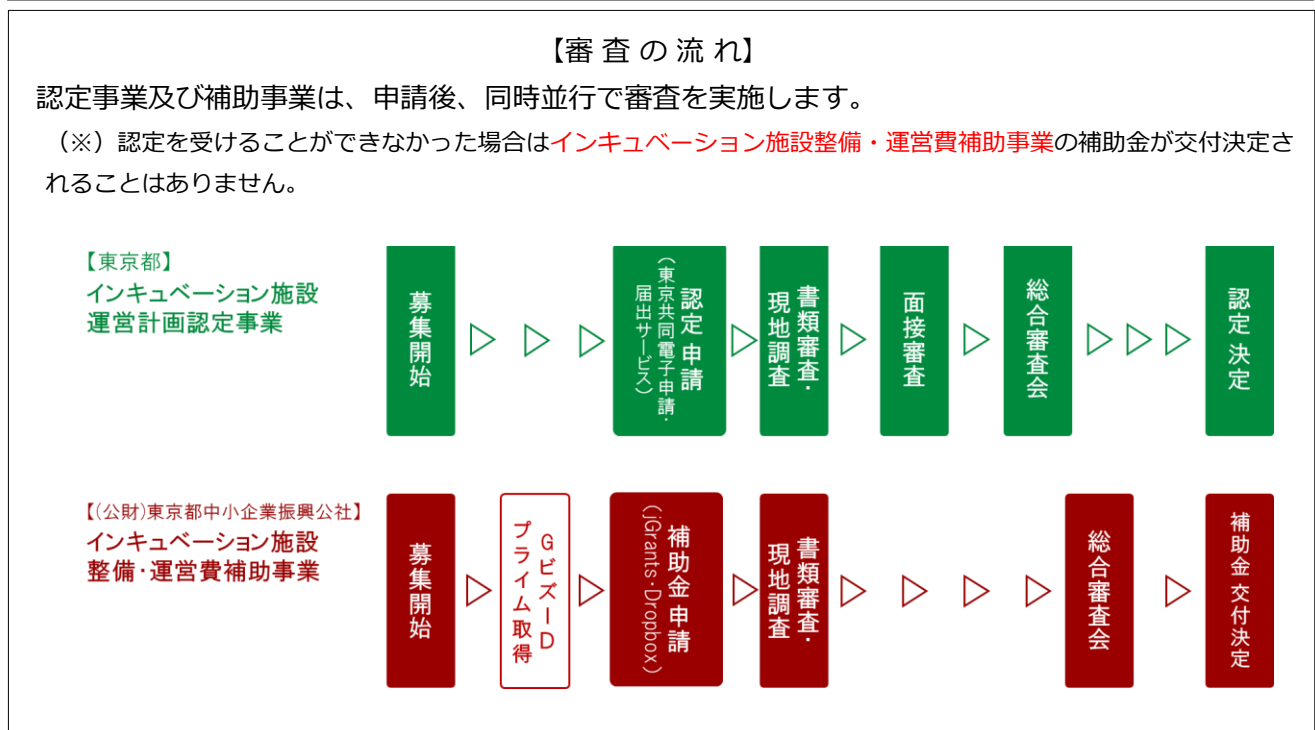 【審 査 の 流 れ】
認定事業及び補助事業は、申請後、同時並行で審査を実施します。
（※）認定を受けることができなかった場合はインキュベーション施設整備・運営費補助事業の補助金が交付決定さ
れることはありません。
【東京都】
インキュベーション施設
運営計画認定事業
募集開始
認定 申請
（東京共同電子申請・
届出サービス）
書類審査・
現地調査
面接審査
総合審査会
認定 決定
【(公財)東京都中小企業振興公社】
インキュベーション施設
整備・運営費補助事業
募集開始
GビズID
プライム取得
補助金 申請
（jGrants・Dropbox）
書類審査・
現地調査
総合審査会
補助金 交付決定